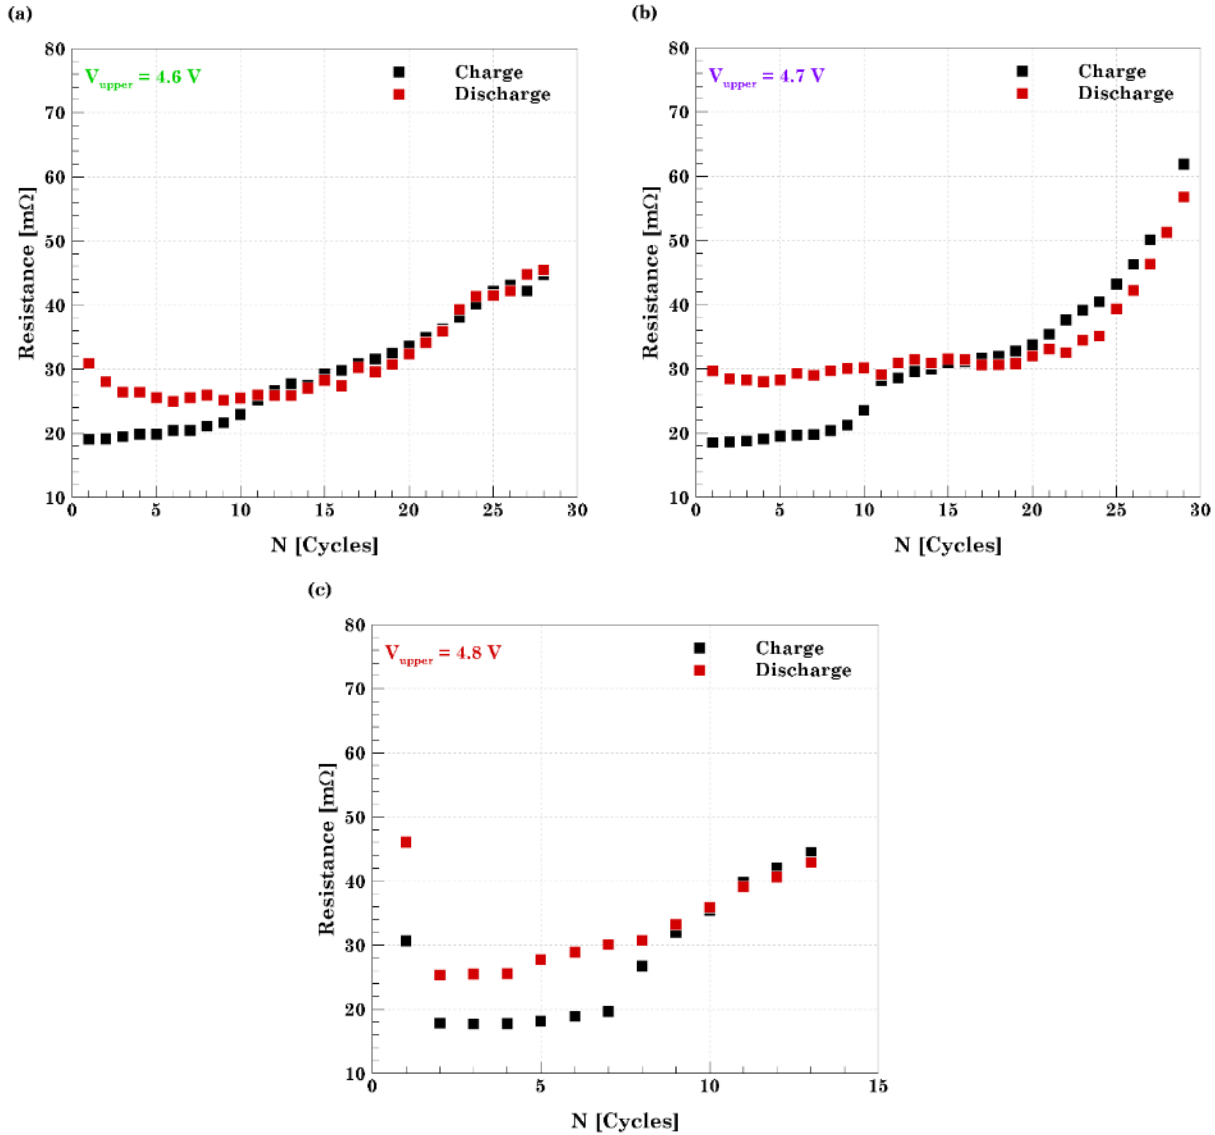 (a)
V_upper = 4.6 V
Charge
Discharge
80
70
60
50
40
30
20
10
Resistance [mΩ]
0 5 10 15 20 25 30
N [Cycles]
(b)
V_upper = 4.7 V
Charge
Discharge
80
70
60
50
40
30
20
10
Resistance [mΩ]
0 5 10 15 20 25 30
N [Cycles]
(c)
V_upper = 4.8 V
Charge
Discharge
80
70
60
50
40
30
20
10
Resistance [mΩ]
0 5 10 15
N [Cycles]